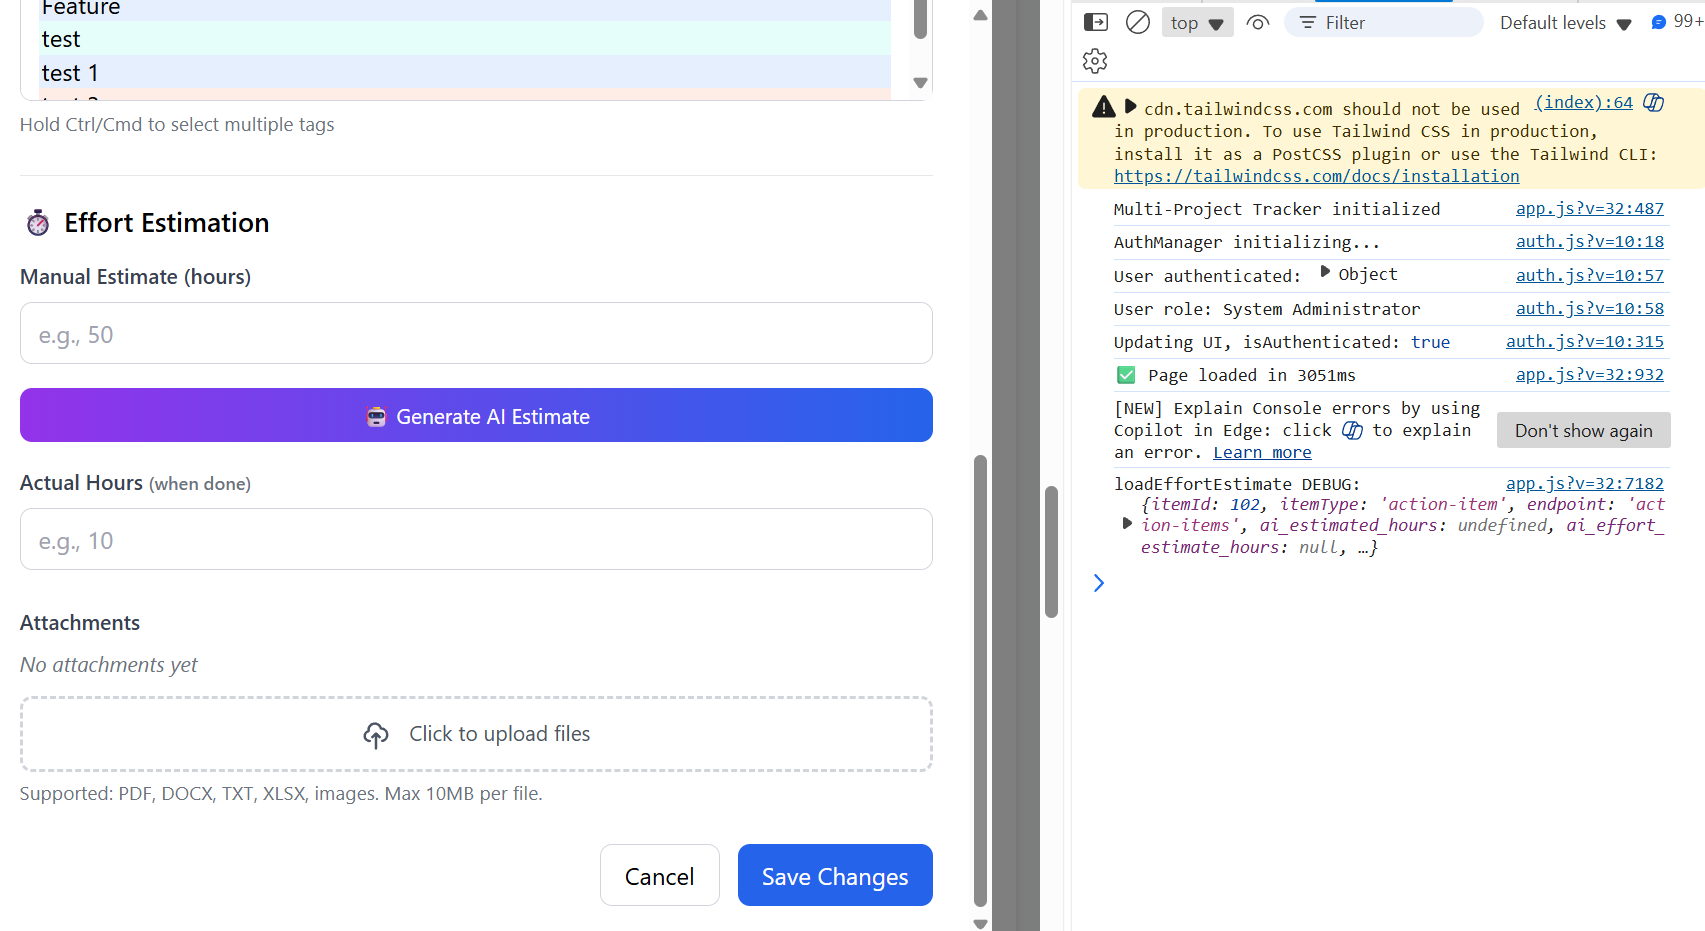 Feature
test
test 1
Hold Ctrl/Cmd to select multiple tags
Effort Estimation
Manual Estimate (hours)
e.g., 50
Generate AI Estimate
Actual Hours (when done)
e.g., 10
Attachments
No attachments yet
Click to upload files
Supported: PDF, DOCX, TXT, XLSX, images. Max 10MB per file.
Cancel
Save Changes
top
Filter
Default levels
99+
cdn.tailwindcss.com should not be used (index):64
in production. To use Tailwind CSS in production,
install it as a PostCSS plugin or use the Tailwind CLI:
https://tailwindcss.com/docs/installation
Multi-Project Tracker initialized app.js?v=32:487
AuthManager initializing... auth.js?v=10:18
User authenticated: Object auth.js?v=10:57
User role: System Administrator auth.js?v=10:58
Updating UI, isAuthenticated: true auth.js?v=10:315
Page loaded in 3051ms app.js?v=32:932
[NEW] Explain Console errors by using
Copilot in Edge: click to explain
an error. Learn more
Don't show again
loadEffortEstimate DEBUG: app.js?v=32:7182
{itemId: 102, itemType: 'action-item', endpoint: 'act
ion-items', ai_estimated_hours: undefined, ai_effort_
estimate_hours: null, …}